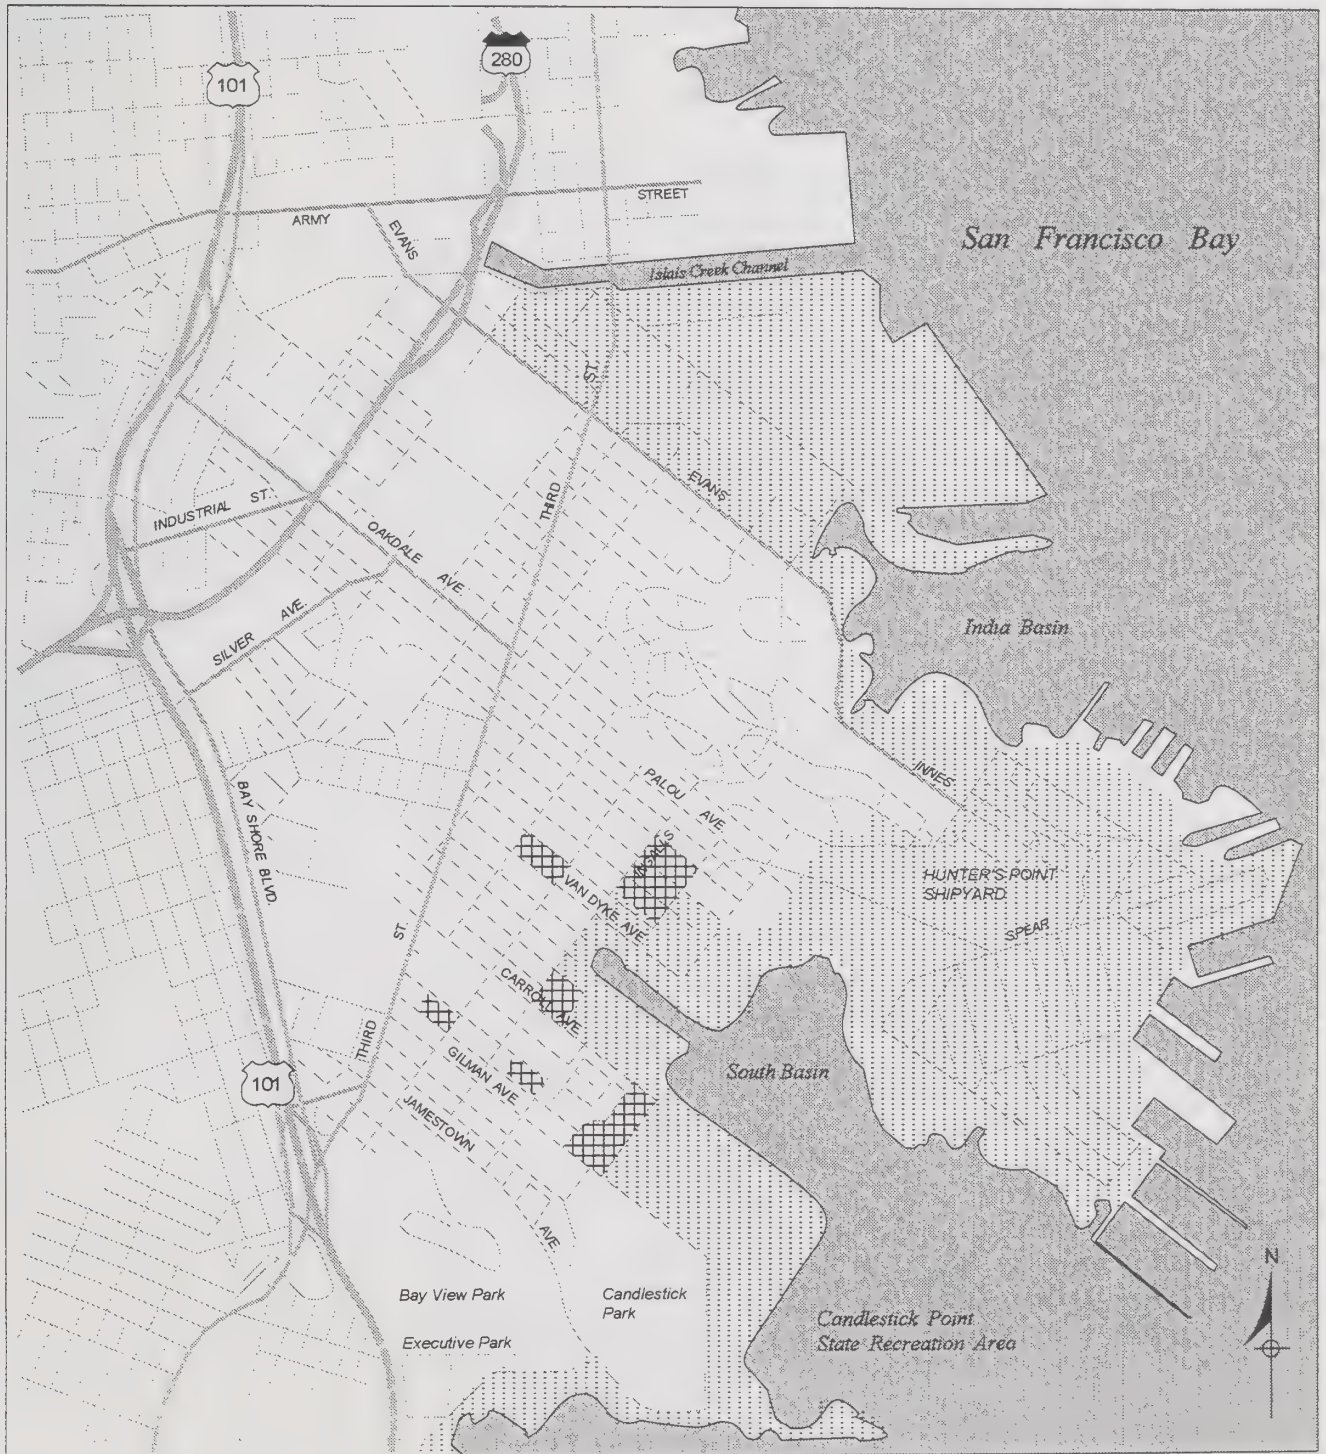 101
280
STREET
ARMY
EVANS
San Francisco Bay
Islais Creek Channel
ST.
EVANS
THIRD
INDUSTRIAL ST.
OAKDALE AVE.
SILVER AVE.
India Basin
BAY SHORE BLVD.
PALOU AVE
INNES
INGALLS
HUNTER'S POINT
SHIPYARD
VAN DYKE AVE
SPEAR
ST.
CARROLL AVE
THIRD
GILMAN AVE
South Basin
101
JAMESTOWN
AVE
N
Bay View Park
Candlestick
Park
Candlestick Point
State Recreation Area
Executive Park